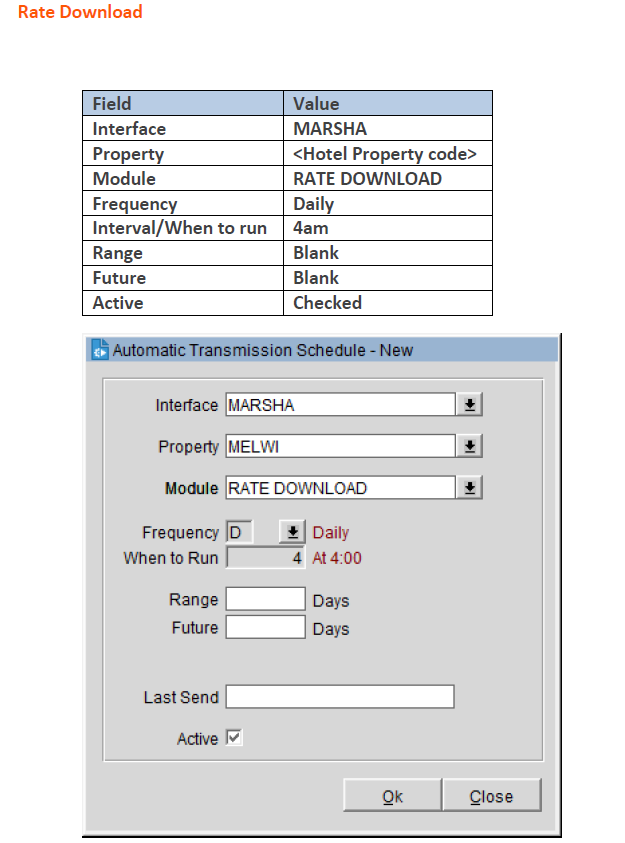 Rate Download
Field Value
Interface MARSHA
Property <Hotel Property code>
Module RATE DOWNLOAD
Frequency Daily
Interval/When to run 4am
Range Blank
Future Blank
Active Checked
Automatic Transmission Schedule - New
Interface MARSHA
Property MELWI
Module RATE DOWNLOAD
Frequency D Daily
When to Run 4 At 4:00
Range Days
Future Days
Last Send
Active
Ok Close